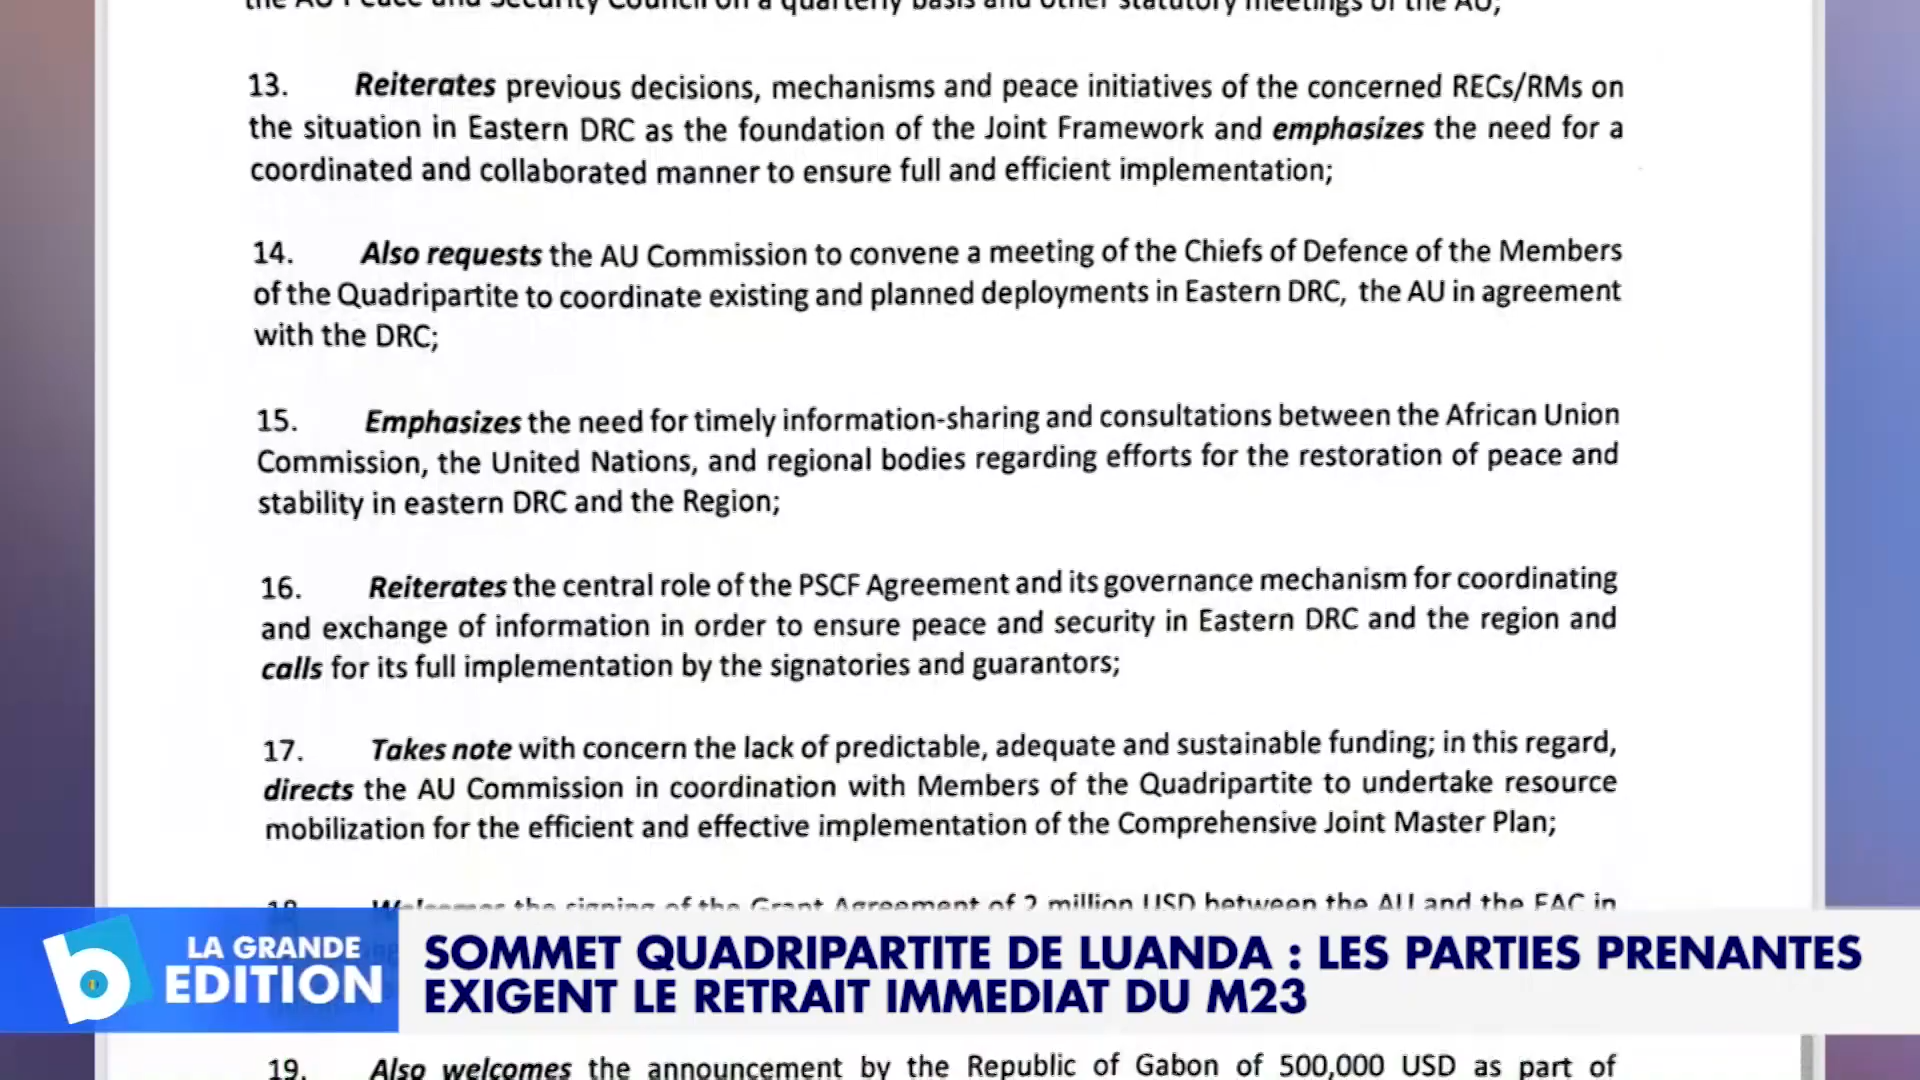 the AU Peace and Security Council on a quarterly basis and other statutory meetings of the AU;
13. Reiterates previous decisions, mechanisms and peace initiatives of the concerned RECs/RMs on
the situation in Eastern DRC as the foundation of the Joint Framework and emphasizes the need for a
coordinated and collaborated manner to ensure full and efficient implementation;
14. Also requests the AU Commission to convene a meeting of the Chiefs of Defence of the Members
of the Quadripartite to coordinate existing and planned deployments in Eastern DRC, the AU in agreement
with the DRC;
15. Emphasizes the need for timely information-sharing and consultations between the African Union
Commission, the United Nations, and regional bodies regarding efforts for the restoration of peace and
stability in eastern DRC and the Region;
16. Reiterates the central role of the PSCF Agreement and its governance mechanism for coordinating
and exchange of information in order to ensure peace and security in Eastern DRC and the region and
calls for its full implementation by the signatories and guarantors;
17. Takes note with concern the lack of predictable, adequate and sustainable funding; in this regard,
directs the AU Commission in coordination with Members of the Quadripartite to undertake resource
mobilization for the efficient and effective implementation of the Comprehensive Joint Master Plan;
18. Welcomes the signing of the Grant Agreement of 2 million USD between the AU and the EAC in
b
LA GRANDE
EDITION
SOMMET QUADRIPARTITE DE LUANDA : LES PARTIES PRENANTES
EXIGENT LE RETRAIT IMMEDIAT DU M23
19. Also welcomes the announcement by the Republic of Gabon of 500,000 USD as part of